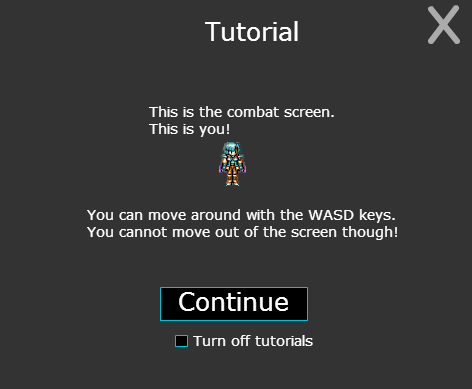 Tutorial
This is the combat screen.
This is you!
You can move around with the WASD keys.
You cannot move out of the screen though!
Continue
Turn off tutorials